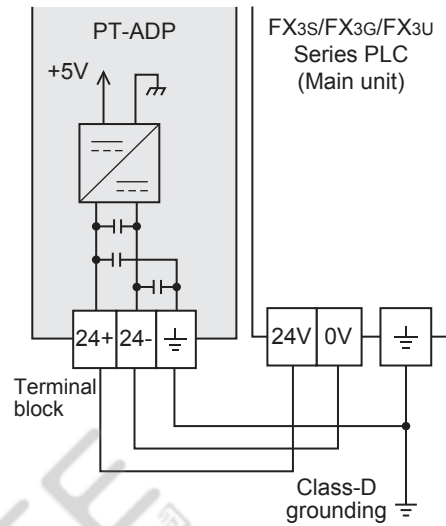 PT-ADP
FX3S/FX3G/FX3U
Series PLC
(Main unit)
+5V
24+ 24-
24V 0V
Terminal
block
Class-D
grounding